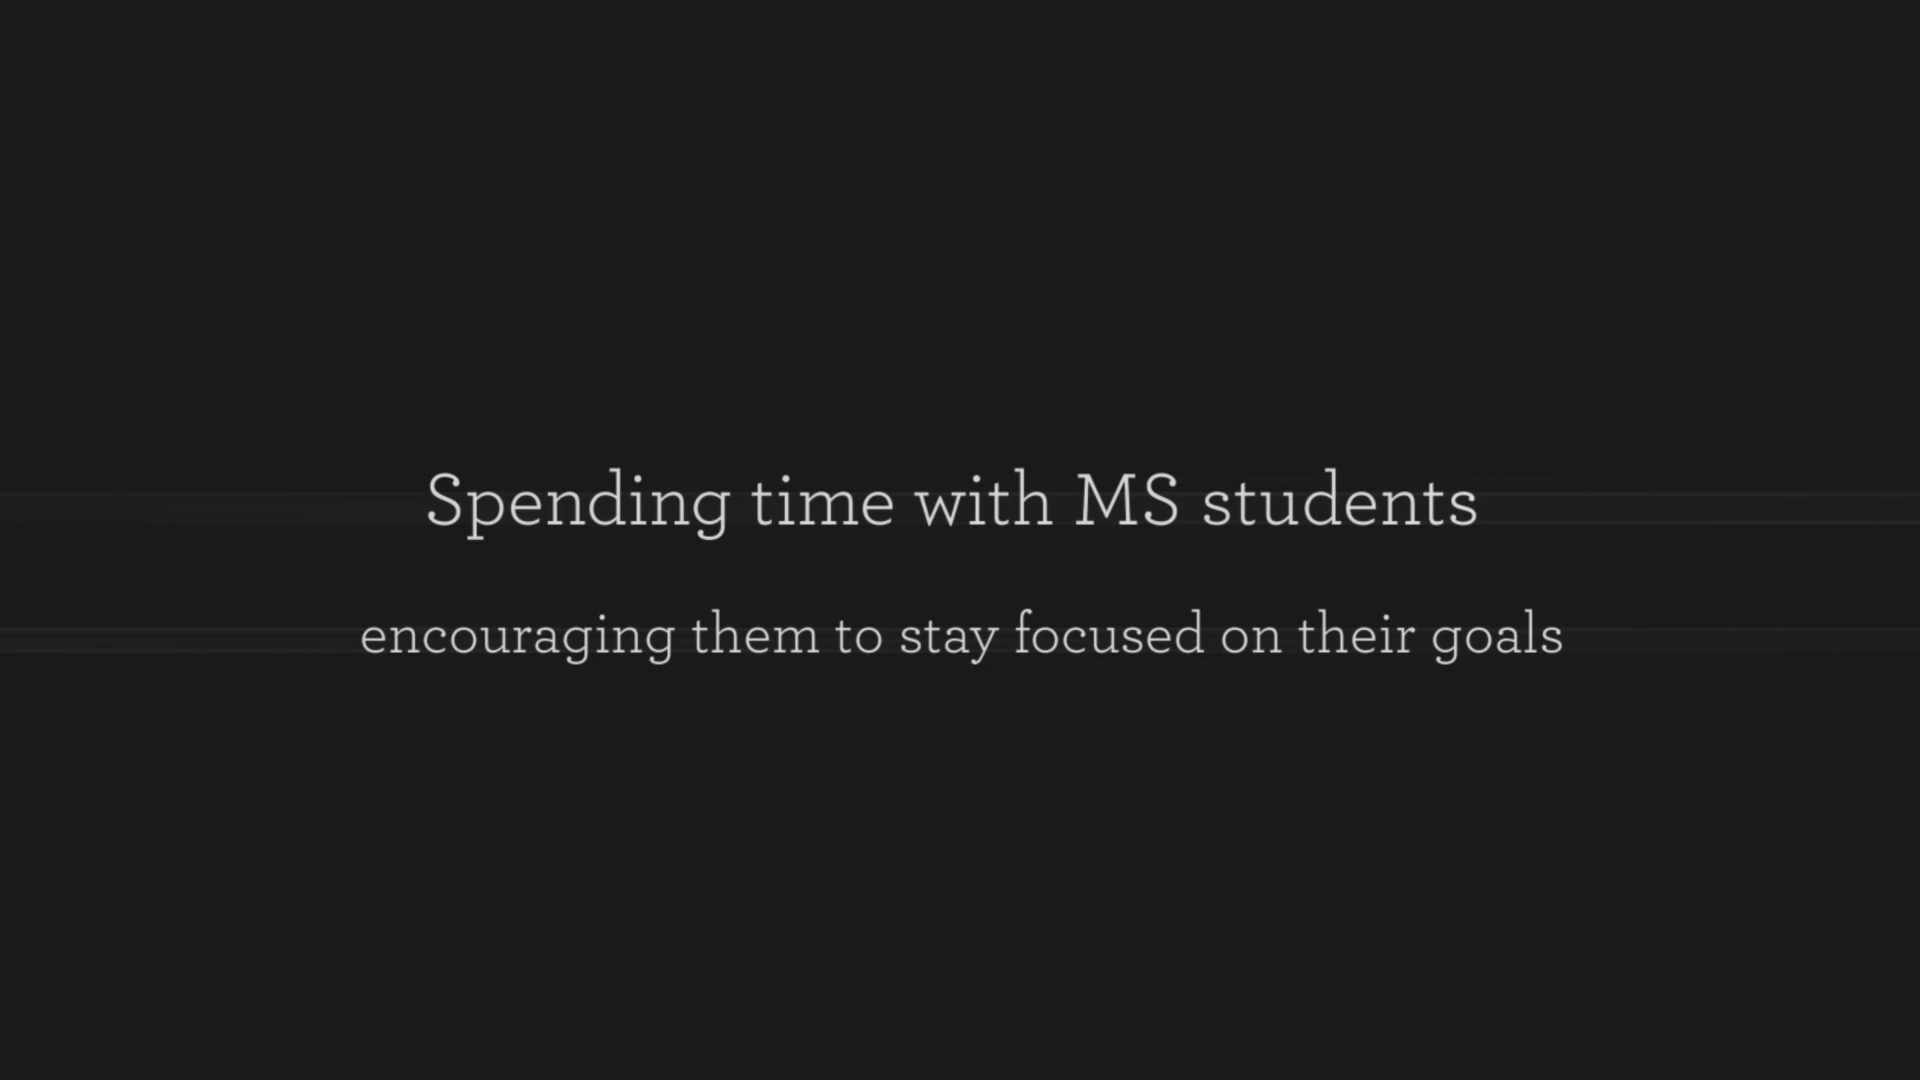 Spending time with MS students
encouraging them to stay focused on their goals